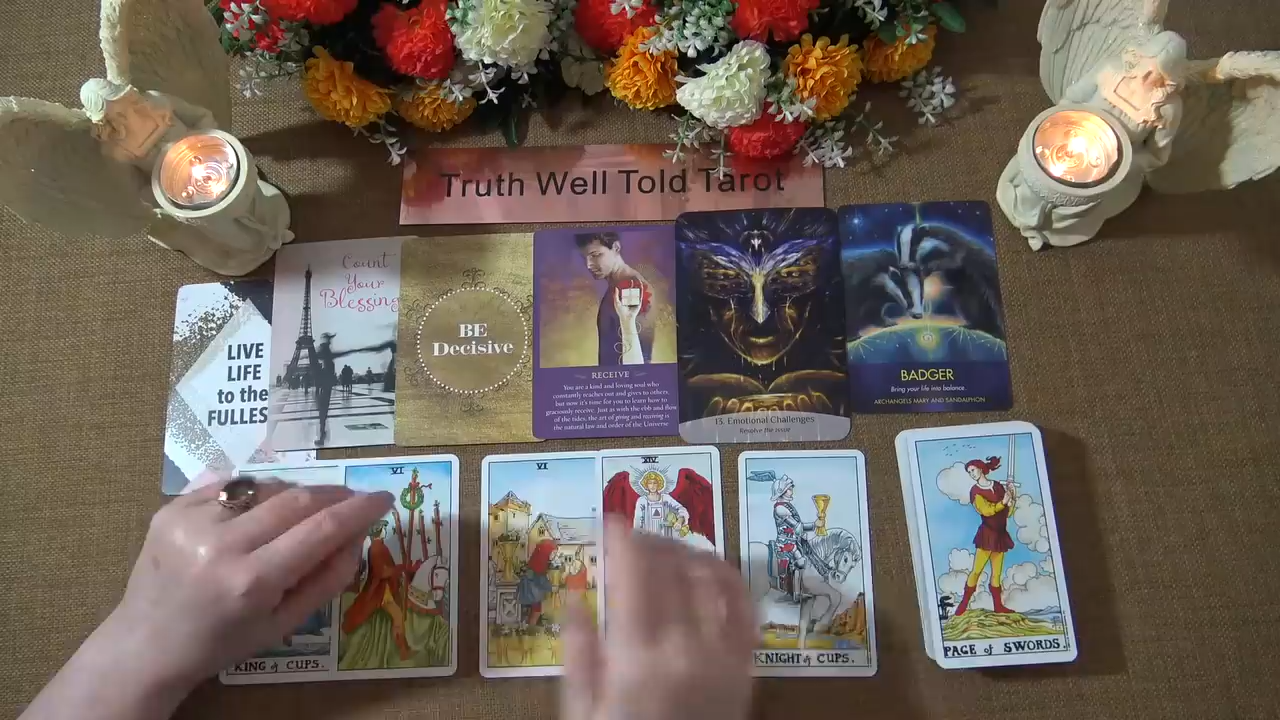 Truth Well Told Tarot
LIVE
LIFE
to the
FULLES
Count
Your
Blessing
BE
Decisive
RECEIVE
You are a kind and loving soul who
constantly reaches out and gives to others,
but now it's time for you to learn how to
graciously receive. Just as with the ebb and flow
of the tides, the art of giving and receiving is
the natural law and order of the Universe
13. Emotional Challenges
Resolve the issue
BADGER
Bring your life into balance.
ARCHANGELS MARY AND SANDALPHON
KING of CUPS.
VI
VI
XIV
KNIGHT of CUPS.
PAGE of SWORDS.